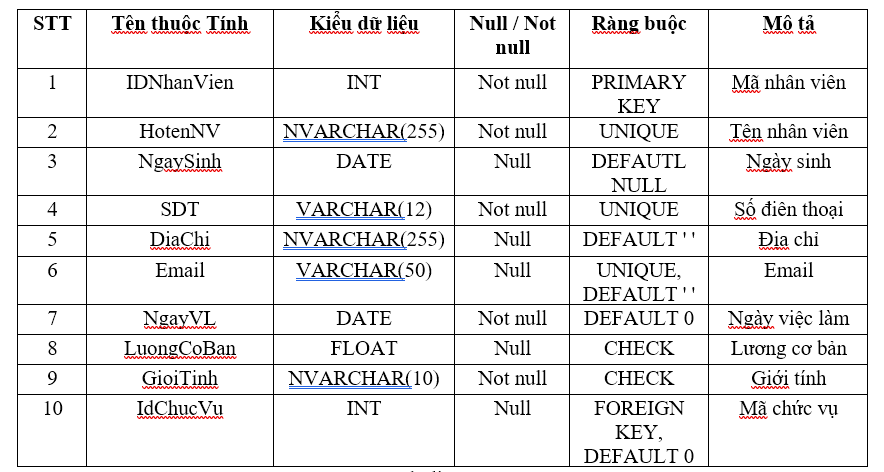 STT Tên thuộc Tính Kiểu dữ liệu Null / Not Ràng buộc Mô tả
null
1 IDNhanVien INT Not null PRIMARY Mã nhân viên
KEY
2 HotenNV NVARCHAR(255) Not null UNIQUE Tên nhân viên
3 NgaySinh DATE Null DEFAUTL Ngày sinh
NULL
4 SDT VARCHAR(12) Not null UNIQUE Số điên thoại
5 DiaChi NVARCHAR(255) Null DEFAULT ' ' Địa chỉ
6 Email VARCHAR(50) Null UNIQUE, Email
DEFAULT ' '
7 NgayVL DATE Not null DEFAULT 0 Ngày việc làm
8 LuongCoBan FLOAT Null CHECK Lương cơ bản
9 GioiTinh NVARCHAR(10) Not null CHECK Giới tính
10 IdChucVu INT Null FOREIGN Mã chức vụ
KEY,
DEFAULT 0